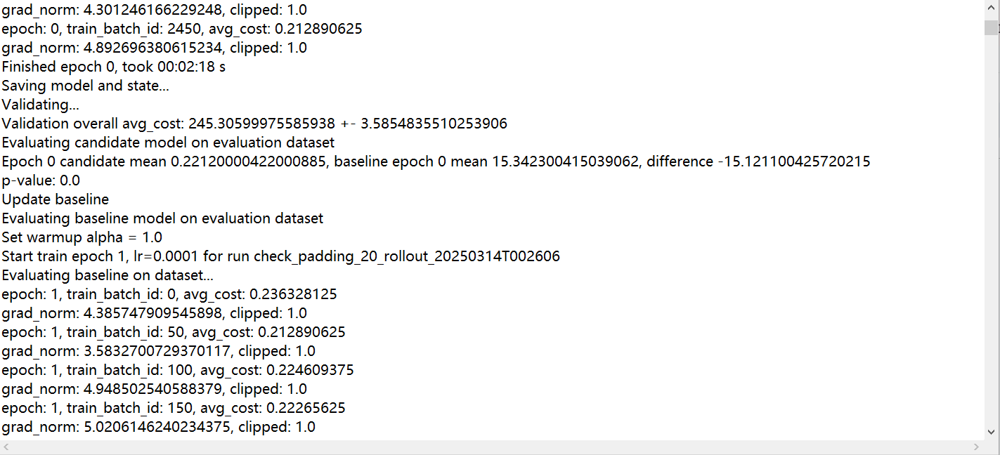 grad_norm: 4.301246166229248, clipped: 1.0
epoch: 0, train_batch_id: 2450, avg_cost: 0.212890625
grad_norm: 4.892696380615234, clipped: 1.0
Finished epoch 0, took 00:02:18 s
Saving model and state...
Validating...
Validation overall avg_cost: 245.30599975585938 +- 3.5854835510253906
Evaluating candidate model on evaluation dataset
Epoch 0 candidate mean 0.22120000422000885, baseline epoch 0 mean 15.342300415039062, difference -15.121100425720215
p-value: 0.0
Update baseline
Evaluating baseline model on evaluation dataset
Set warmup alpha = 1.0
Start train epoch 1, lr=0.0001 for run check_padding_20_rollout_20250314T002606
Evaluating baseline on dataset...
epoch: 1, train_batch_id: 0, avg_cost: 0.236328125
grad_norm: 4.385747909545898, clipped: 1.0
epoch: 1, train_batch_id: 50, avg_cost: 0.212890625
grad_norm: 3.5832700729370117, clipped: 1.0
epoch: 1, train_batch_id: 100, avg_cost: 0.224609375
grad_norm: 4.948502540588379, clipped: 1.0
epoch: 1, train_batch_id: 150, avg_cost: 0.22265625
grad_norm: 5.0206146240234375, clipped: 1.0